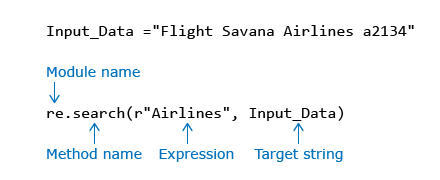 Input_Data ="Flight Savana Airlines a2134"
Module name
re.search(r"Airlines", Input_Data)
Method name Expression Target string